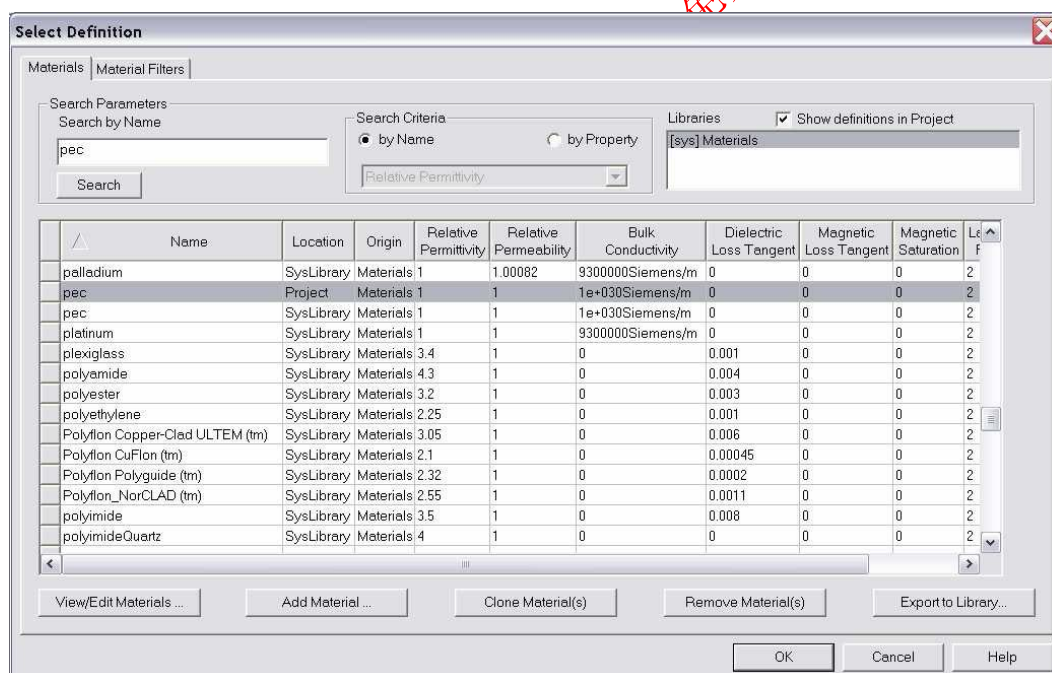 Select Definition
Materials Material Filters
Search Parameters
Search by Name
pec
Search
Search Criteria
by Name by Property
Relative Permittivity
Libraries Show definitions in Project
[sys] Materials
Name Location Origin Relative Permittivity Relative Permeability Bulk Conductivity Dielectric Loss Tangent Magnetic Loss Tangent Magnetic Saturation
palladium SysLibrary Materials 1 1.00082 9300000Siemens/m 0 0 0 2
pec Project Materials 1 1 1e+030Siemens/m 0 0 0 2
pec SysLibrary Materials 1 1 1e+030Siemens/m 0 0 0 2
platinum SysLibrary Materials 1 1 9300000Siemens/m 0 0 0 2
plexiglass SysLibrary Materials 3.4 1 0 0.001 0 0 2
polyamide SysLibrary Materials 4.3 1 0 0.004 0 0 2
polyester SysLibrary Materials 3.2 1 0 0.003 0 0 2
polyethylene SysLibrary Materials 2.25 1 0 0.001 0 0 2
Polyflon Copper-Clad ULTEM (tm) SysLibrary Materials 3.05 1 0 0.006 0 0 2
Polyflon CuFlon (tm) SysLibrary Materials 2.1 1 0 0.00045 0 0 2
Polyflon Polyguide (tm) SysLibrary Materials 2.32 1 0 0.0002 0 0 2
Polyflon_NorCLAD (tm) SysLibrary Materials 2.55 1 0 0.0011 0 0 2
polyimide SysLibrary Materials 3.5 1 0 0.008 0 0 2
polyimideQuartz SysLibrary Materials 4 1 0 0 0 0 2
View/Edit Materials ... Add Material ... Clone Material(s) Remove Material(s) Export to Library...
OK Cancel Help